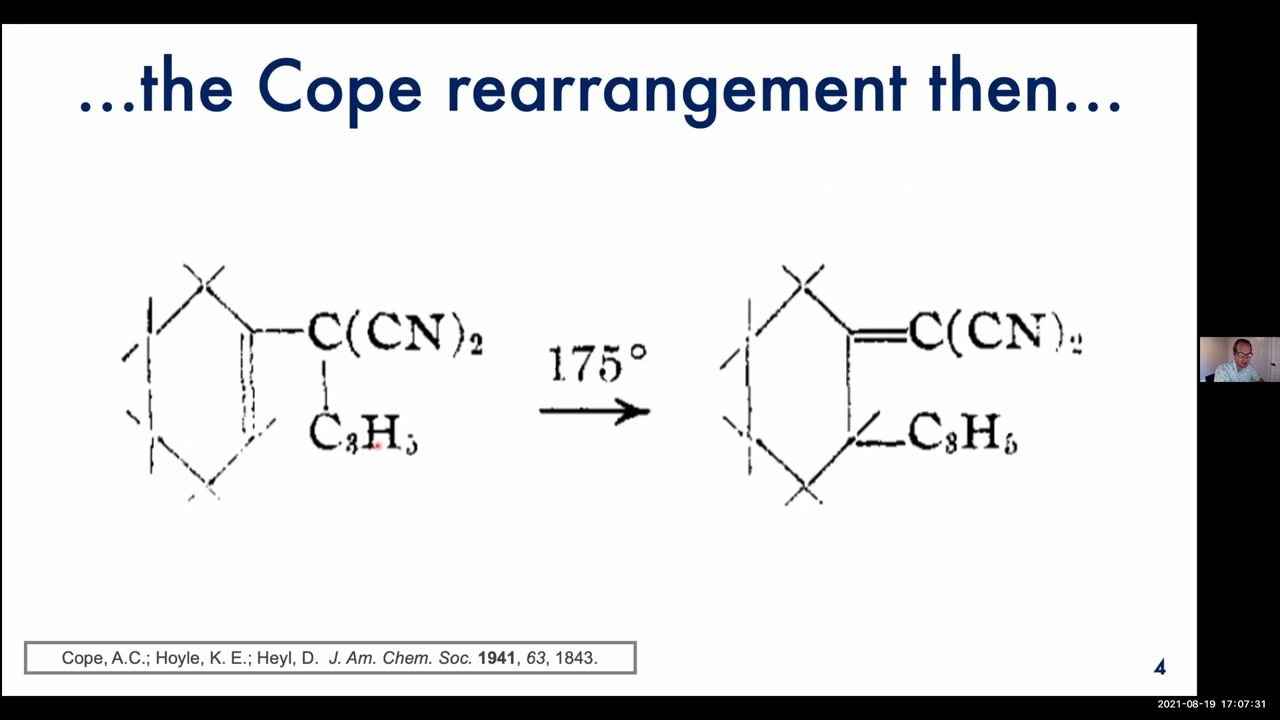 ...the Cope rearrangement then...
C(CN)₂
C₃H₅
175°
C(CN)₂
C₃H₅
Cope, A.C.; Hoyle, K. E.; Heyl, D. J. Am. Chem. Soc. 1941, 63, 1843.
4
2021-08-19 17:07:31